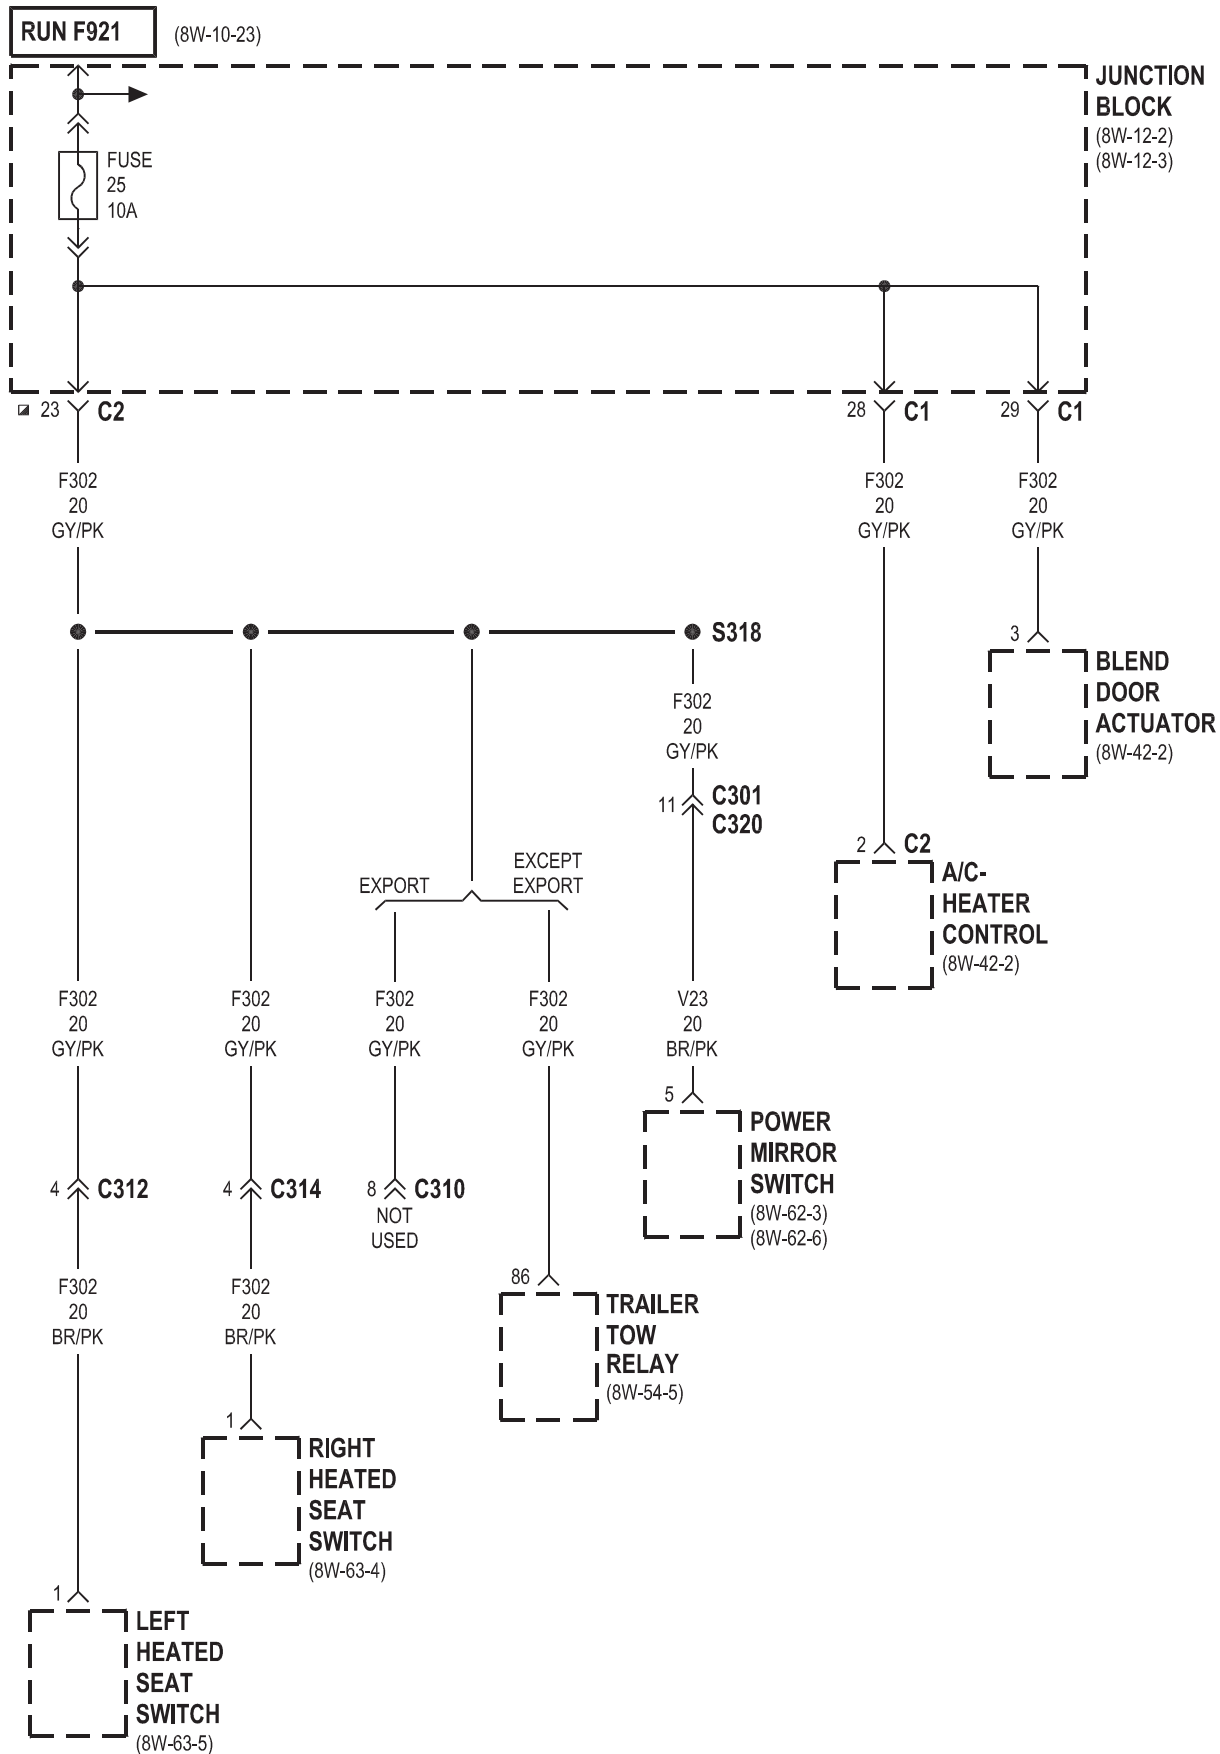 RUN F921
(8W-10-23)
JUNCTION
BLOCK
(8W-12-2)
(8W-12-3)
FUSE
25
10A
23
C2
28
C1
29
C1
F302
20
GY/PK
F302
20
GY/PK
F302
20
GY/PK
S318
3
BLEND
DOOR
ACTUATOR
(8W-42-2)
F302
20
GY/PK
11
C301
C320
2
C2
A/C-
HEATER
CONTROL
(8W-42-2)
EXPORT
EXCEPT
EXPORT
F302
20
GY/PK
F302
20
GY/PK
F302
20
GY/PK
F302
20
GY/PK
V23
20
BR/PK
5
POWER
MIRROR
SWITCH
(8W-62-3)
(8W-62-6)
4
C312
4
C314
8
C310
NOT
USED
F302
20
BR/PK
F302
20
BR/PK
86
TRAILER
TOW
RELAY
(8W-54-5)
1
RIGHT
HEATED
SEAT
SWITCH
(8W-63-4)
1
LEFT
HEATED
SEAT
SWITCH
(8W-63-5)